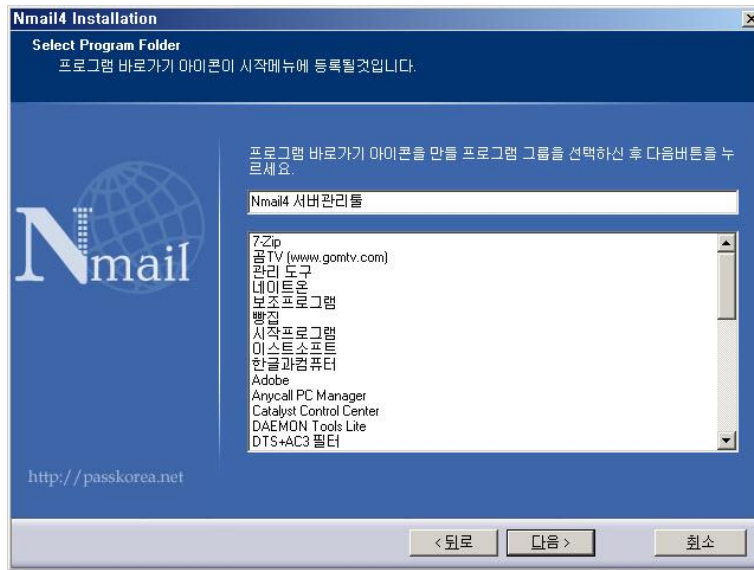 Nmail4 Installation
Select Program Folder
프로그램 바로가기 아이콘이 시작메뉴에 등록될것입니다.
프로그램 바로가기 아이콘을 만들 프로그램 그룹을 선택하신 후 다음버튼을 누
르세요.
Nmail4 서버관리툴
Nmail
7-Zip
곰TV (www.gomtv.com)
관리 도구
네이트온
보조프로그램
빵집
시작프로그램
이스트소프트
한글과컴퓨터
Adobe
Anycall PC Manager
Catalyst Control Center
DAEMON Tools Lite
DTS+AC3 필터
http://passkorea.net
< 뒤로
다음 >
취소